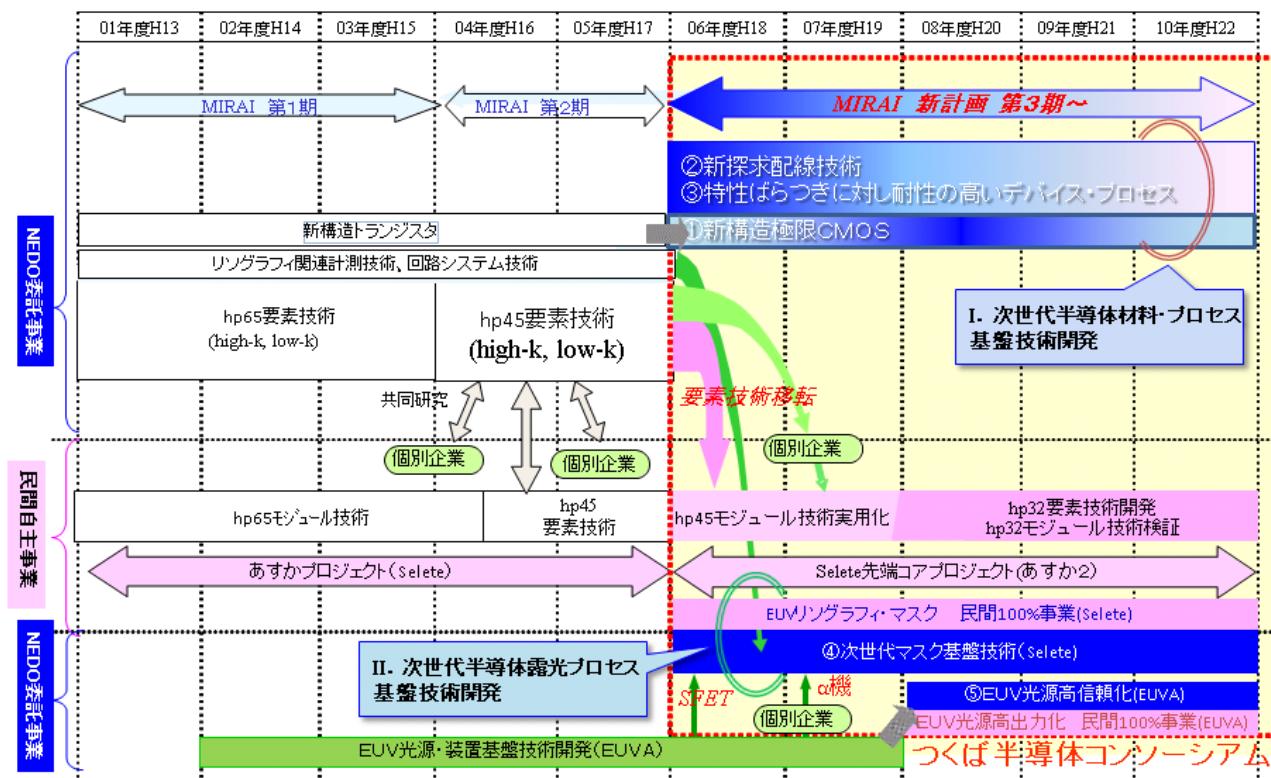 01年度H13 02年度H14 03年度H15 04年度H16 05年度H17 06年度H18 07年度H19 08年度H20 09年度H21 10年度H22
MIRAI 第1期
MIRAI 第2期
MIRAI 新計画 第3期~
②新探求配線技術
③特性ばらつきに対し耐性の高いデバイス・プロセス
新構造トランジスタ
①新構造極限CMOS
NEDO委託事業
リソグラフィ関連計測技術、回路システム技術
hp65要素技術
(high-k, low-k)
hp45要素技術
(high-k, low-k)
I. 次世代半導体材料・プロセス
基盤技術開発
共同研究
要素技術移転
個別企業
個別企業
個別企業
民間自主事業
hp65モジュール技術
hp45
要素技術
hp45モジュール技術実用化
hp32要素技術開発
hp32モジュール技術検証
あすかプロジェクト(Selete)
Selete先端コアプロジェクト(あすか2)
EUVリソグラフィ・マスク 民間100%事業(Selete)
NEDO委託事業
II. 次世代半導体露光プロセス
基盤技術開発
④次世代マスク基盤技術(Selete)
SFET
α機
⑤EUV光源高信頼化(EUVA)
個別企業
EUV光源高出力化 民間100%事業(EUVA)
EUV光源・装置基盤技術開発(EUVA)
つくば半導体コンソーシアム